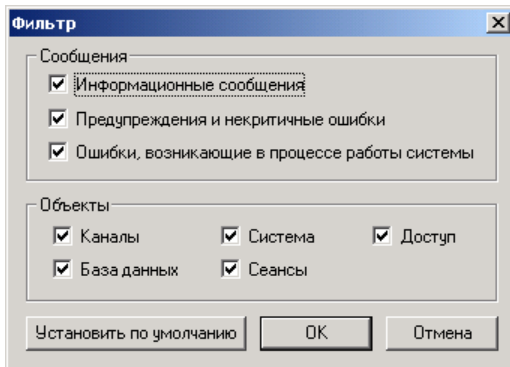 Фильтр
Сообщения
Информационные сообщения
Предупреждения и некритичные ошибки
Ошибки, возникающие в процессе работы системы
Объекты
Каналы Система Доступ
База данных Сеансы
Установить по умолчанию OK Отмена